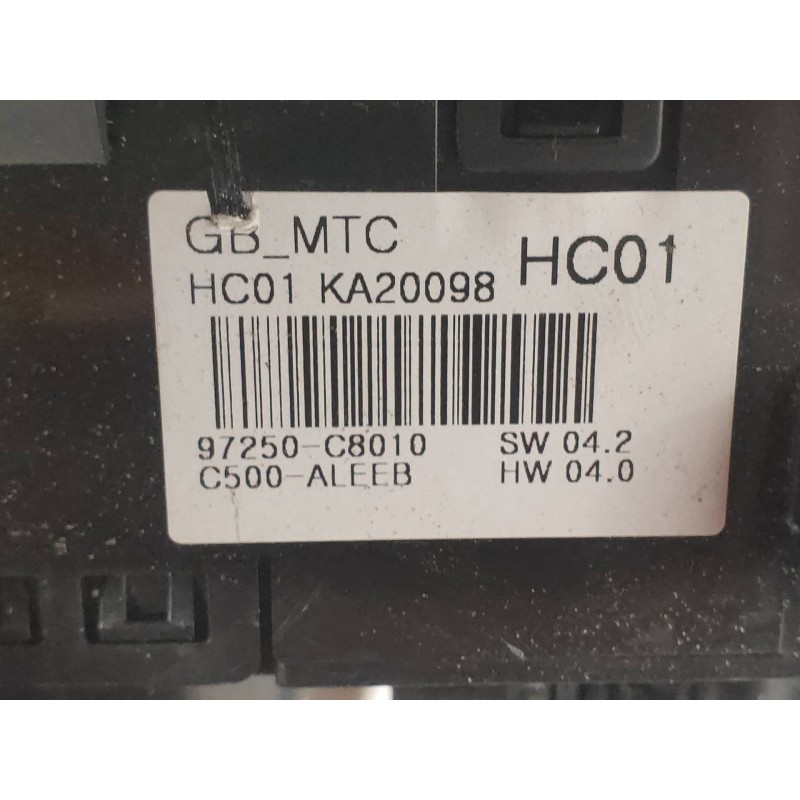 GB_MTC
HC01 KA20098 HC01
97250-C8010 SW 04.2
C500-ALEEB HW 04.0